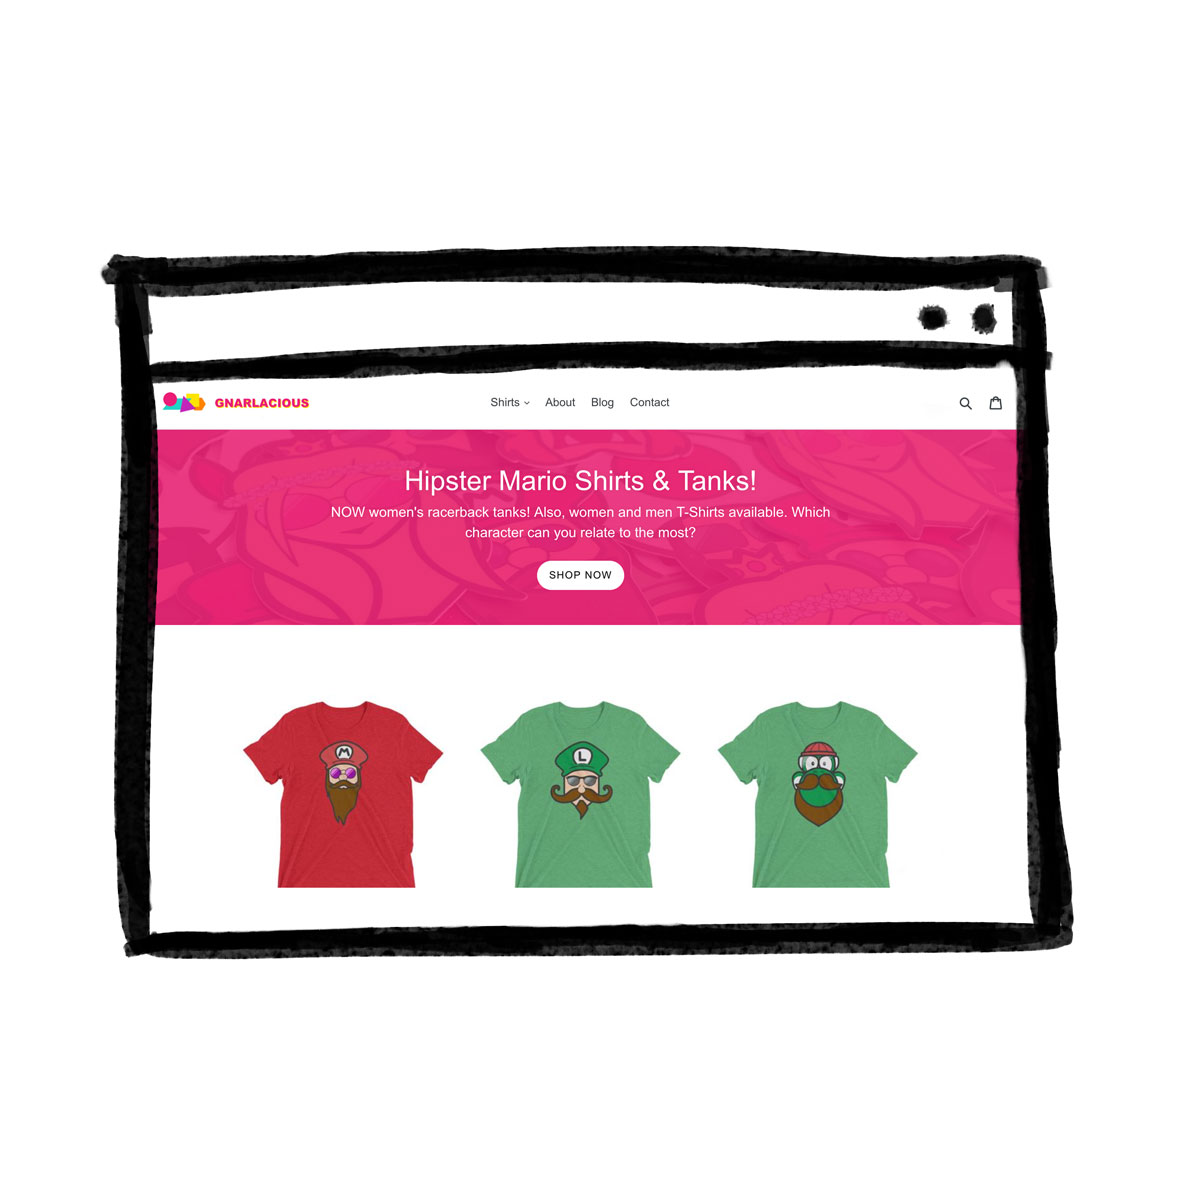 GNARLACIOUS
Shirts About Blog Contact
Hipster Mario Shirts & Tanks!
NOW women's racerback tanks! Also, women and men T-Shirts available. Which
character can you relate to the most?
SHOP NOW
M
L